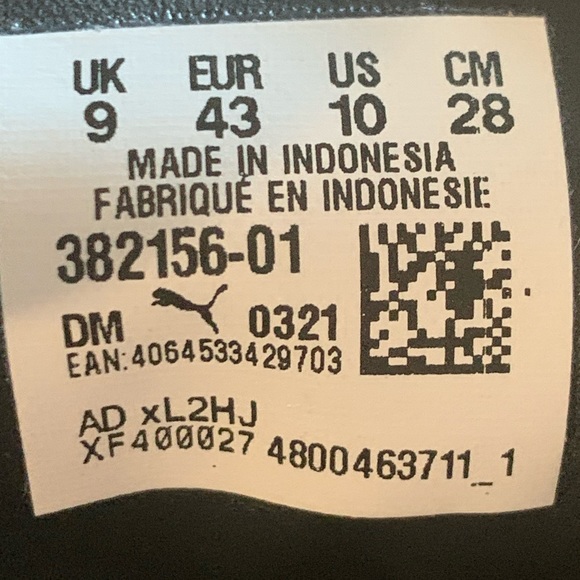 UK EUR US CM
9 43 10 28
MADE IN INDONESIA
FABRIQUÉ EN INDONESIE
382156-01
DM 0321
EAN:4064533429703
AD xL2HJ
XF400027 4800463711_1